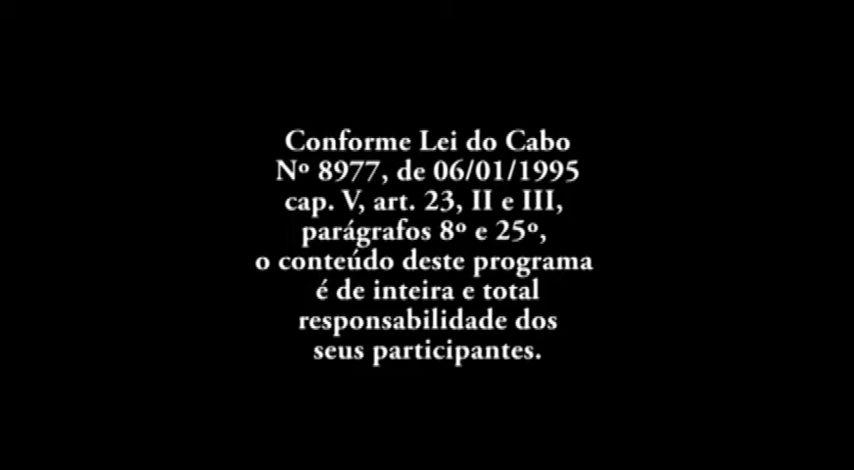 Conforme Lei do Cabo
Nº 8977, de 06/01/1995
cap. V, art. 23, II e III,
parágrafos 8º e 25º,
o conteúdo deste programa
é de inteira e total
responsabilidade dos
seus participantes.